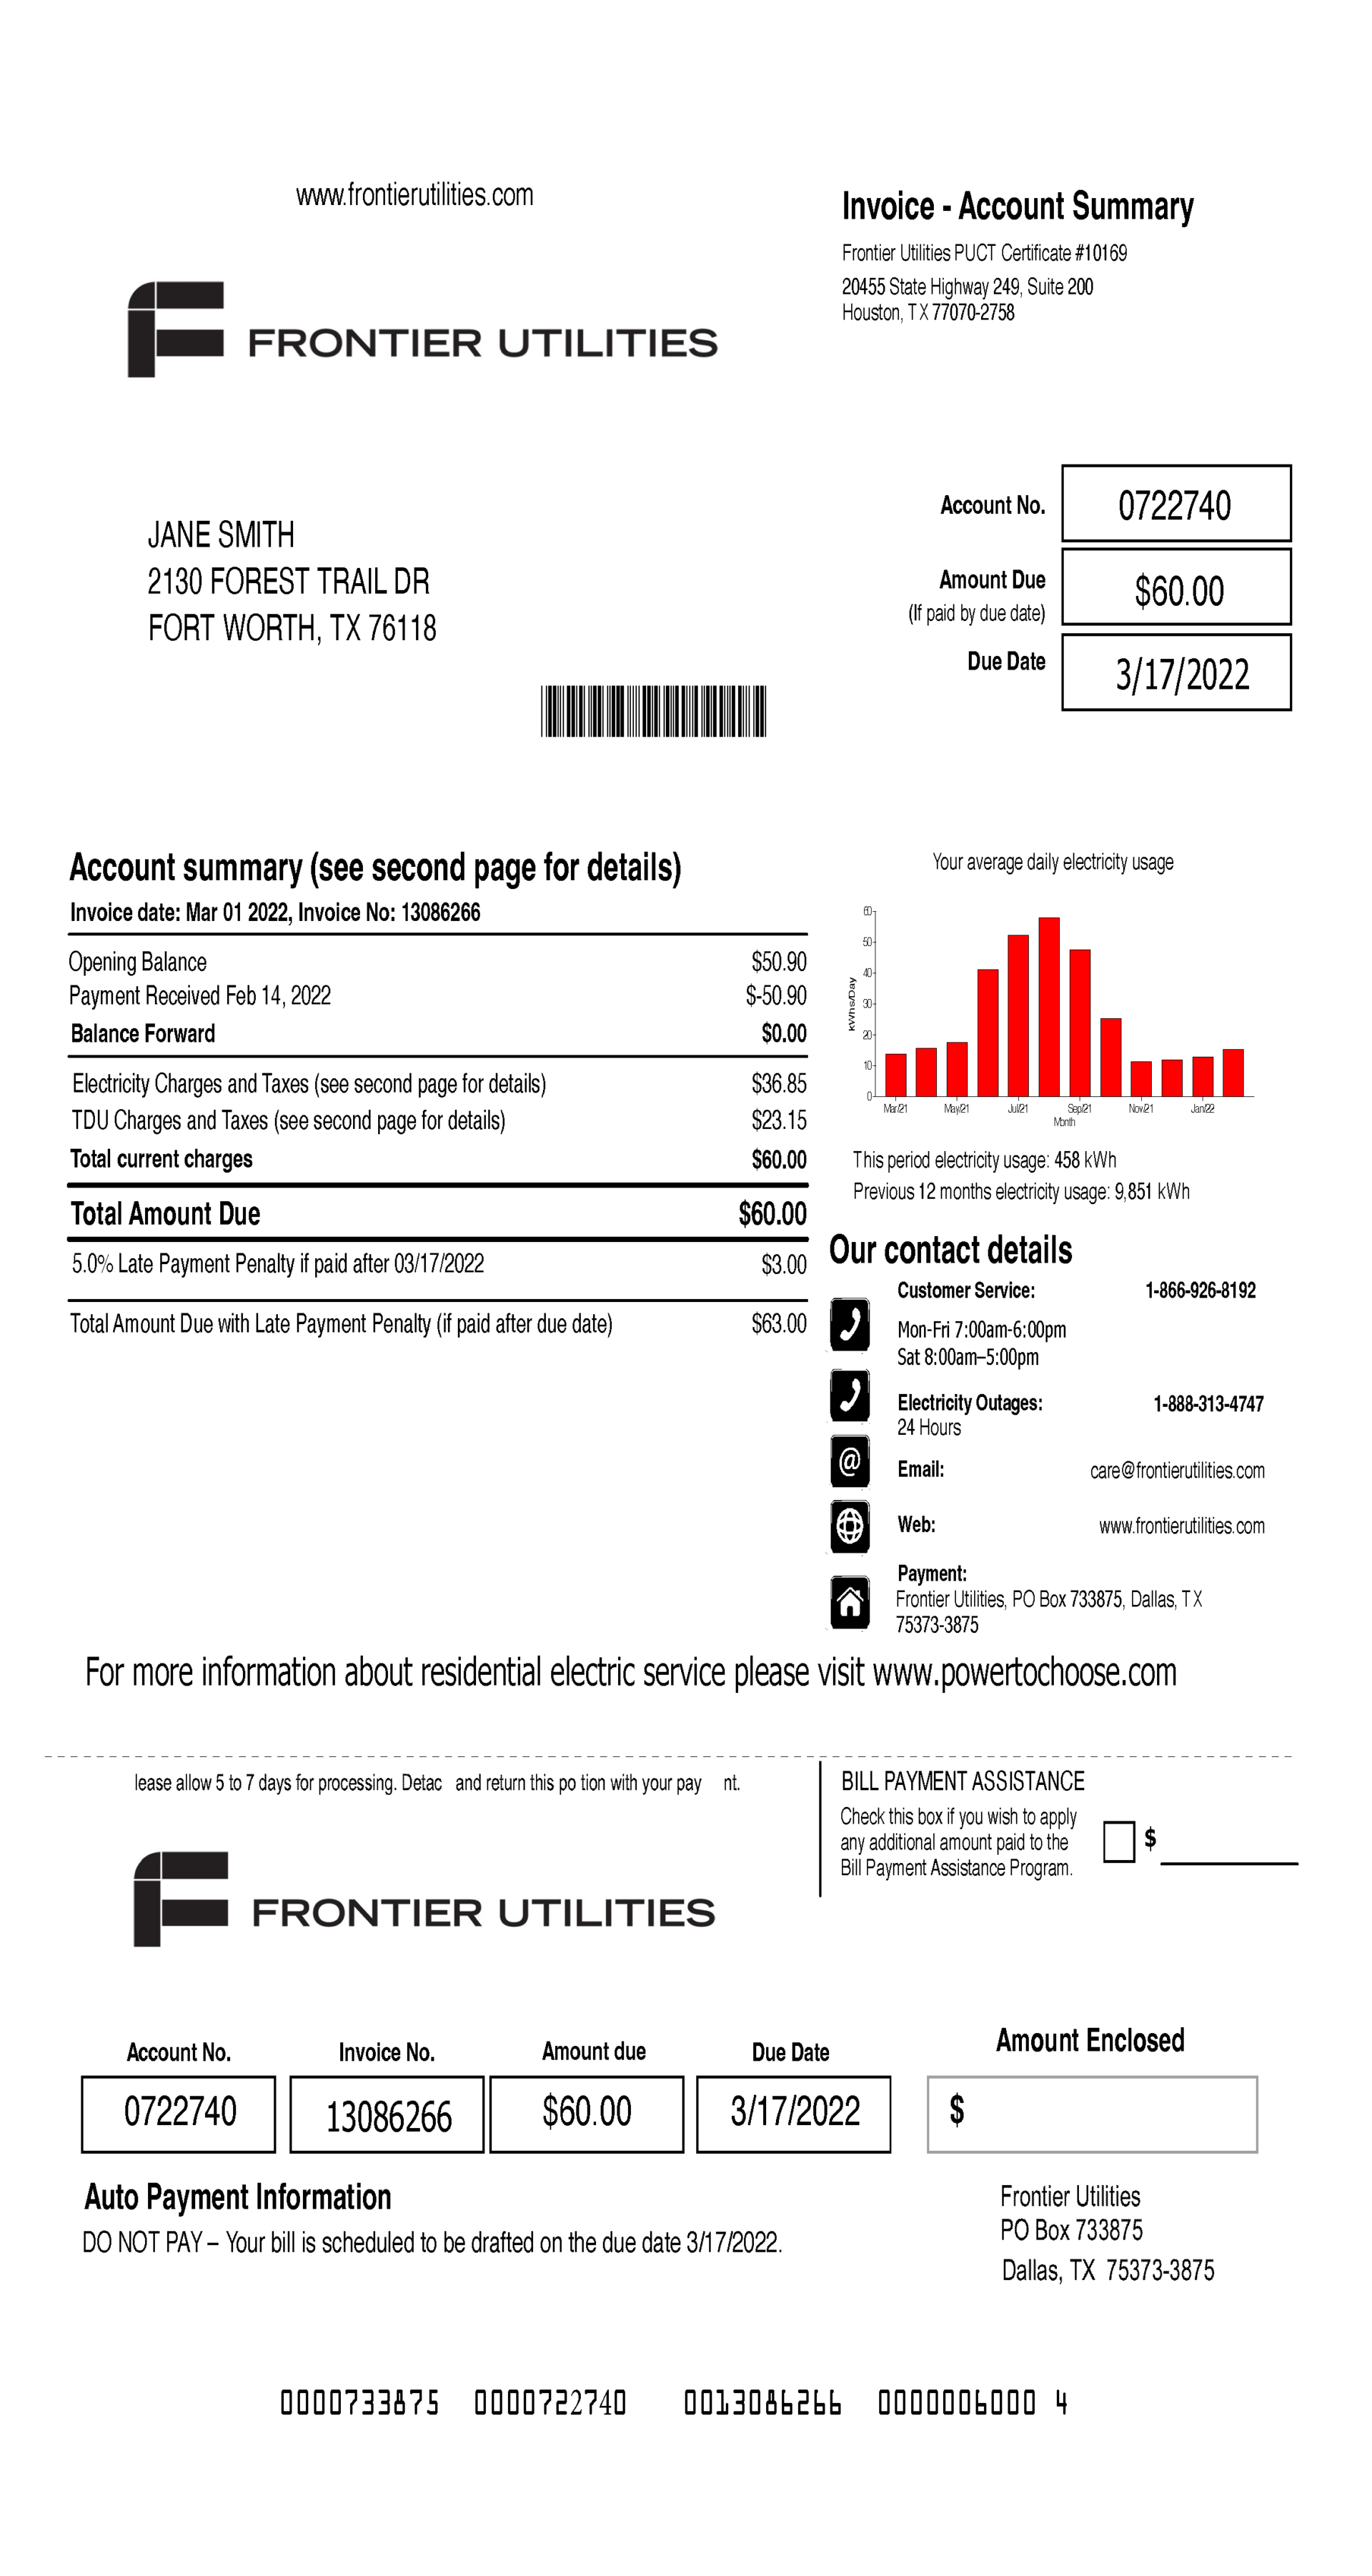 www.frontierutilities.com
Invoice - Account Summary
Frontier Utilities PUCT Certificate #10169
20455 State Highway 249, Suite 200
Houston, TX 77070-2758
FRONTIER UTILITIES
Account No. 0722740
Amount Due $60.00
(If paid by due date)
Due Date 3/17/2022
JANE SMITH
2130 FOREST TRAIL DR
FORT WORTH, TX 76118
Account summary (see second page for details)
Invoice date: Mar 01 2022, Invoice No: 13086266
Opening Balance $50.90
Payment Received Feb 14, 2022 $-50.90
Balance Forward $0.00
Electricity Charges and Taxes (see second page for details) $36.85
TDU Charges and Taxes (see second page for details) $23.15
Total current charges $60.00
Total Amount Due $60.00
5.0% Late Payment Penalty if paid after 03/17/2022 $3.00
Total Amount Due with Late Payment Penalty (if paid after due date) $63.00
Your average daily electricity usage
kWhs/Day
60
50
40
30
20
10
0
Mar/21 May/21 Jul/21 Sep/21 Nov/21 Jan/22
Month
This period electricity usage: 458 kWh
Previous 12 months electricity usage: 9,851 kWh
Our contact details
Customer Service: 1-866-926-8192
Mon-Fri 7:00am-6:00pm
Sat 8:00am–5:00pm
Electricity Outages: 1-888-313-4747
24 Hours
@
Email: care@frontierutilities.com
Web: www.frontierutilities.com
Payment:
Frontier Utilities, PO Box 733875, Dallas, TX
75373-3875
For more information about residential electric service please visit www.powertochoose.com
lease allow 5 to 7 days for processing. Detac and return this po tion with your pay nt.
BILL PAYMENT ASSISTANCE
Check this box if you wish to apply
any additional amount paid to the
Bill Payment Assistance Program.
$
FRONTIER UTILITIES
Account No. Invoice No. Amount due Due Date Amount Enclosed
0722740 13086266 $60.00 3/17/2022 $
Auto Payment Information
DO NOT PAY – Your bill is scheduled to be drafted on the due date 3/17/2022.
Frontier Utilities
PO Box 733875
Dallas, TX 75373-3875
0000733875 0000722740 0013086266 0000006000 4